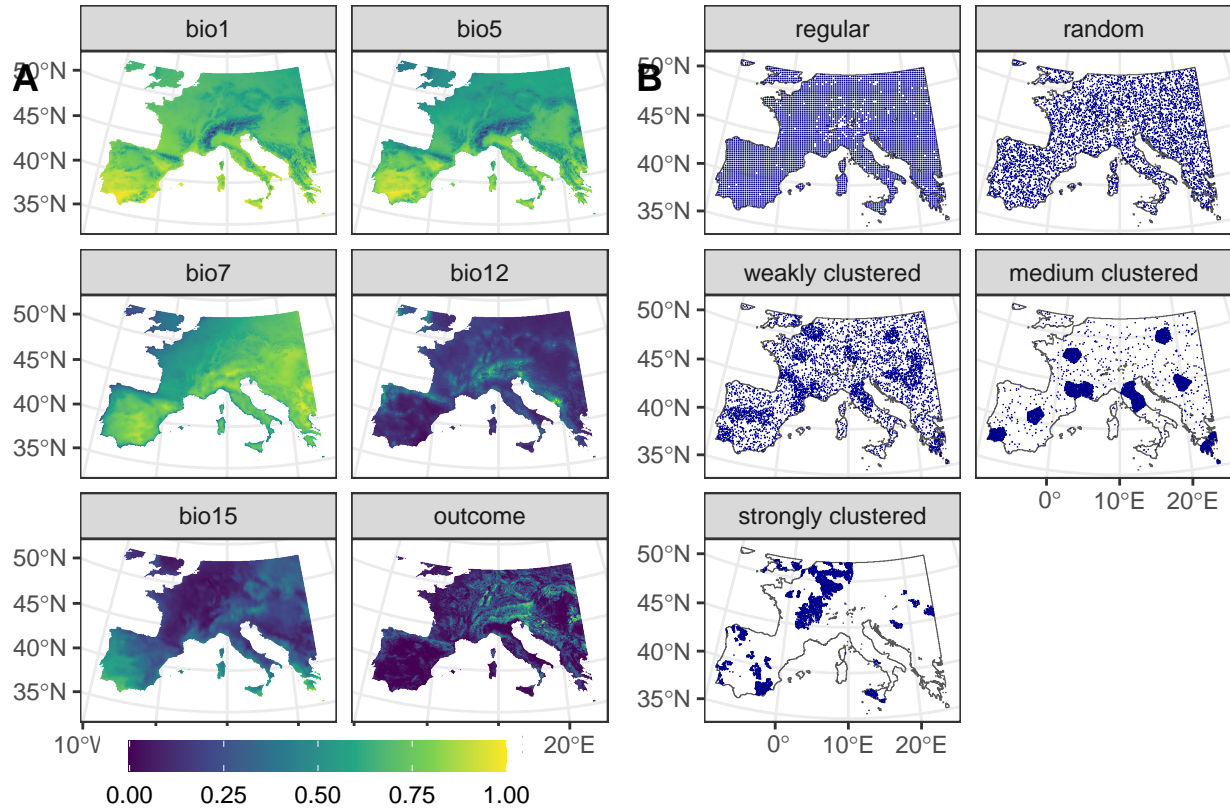 A
bio1
bio5
50°N
45°N
40°N
35°N
bio7
bio12
50°N
45°N
40°N
35°N
bio15
outcome
50°N
45°N
40°N
35°N
20°E
0.00 0.25 0.50 0.75 1.00
B
regular
random
50°N
45°N
40°N
35°N
weakly clustered
medium clustered
50°N
45°N
40°N
35°N
0° 10°E 20°E
strongly clustered
50°N
45°N
40°N
35°N
0° 10°E 20°E